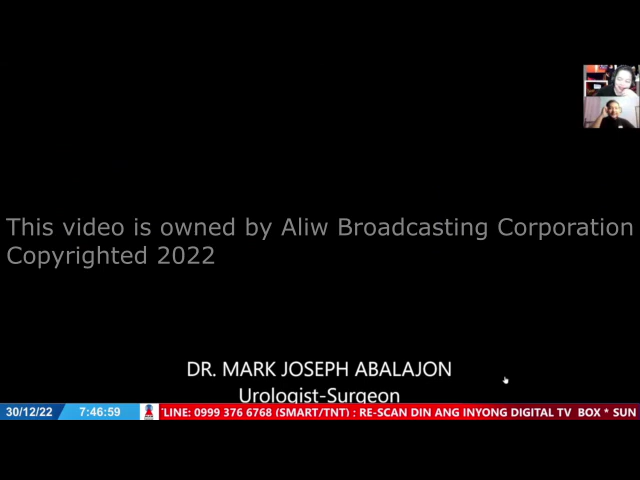 This video is owned by Aliw Broadcasting Corporation
Copyrighted 2022
DR. MARK JOSEPH ABALAJON
Urologist-Surgeon
30/12/22 7:46:59 LINE: 0999 376 6768 (SMART/TNT) ; RE-SCAN DIN ANG INYONG DIGITAL TV BOX * SUN